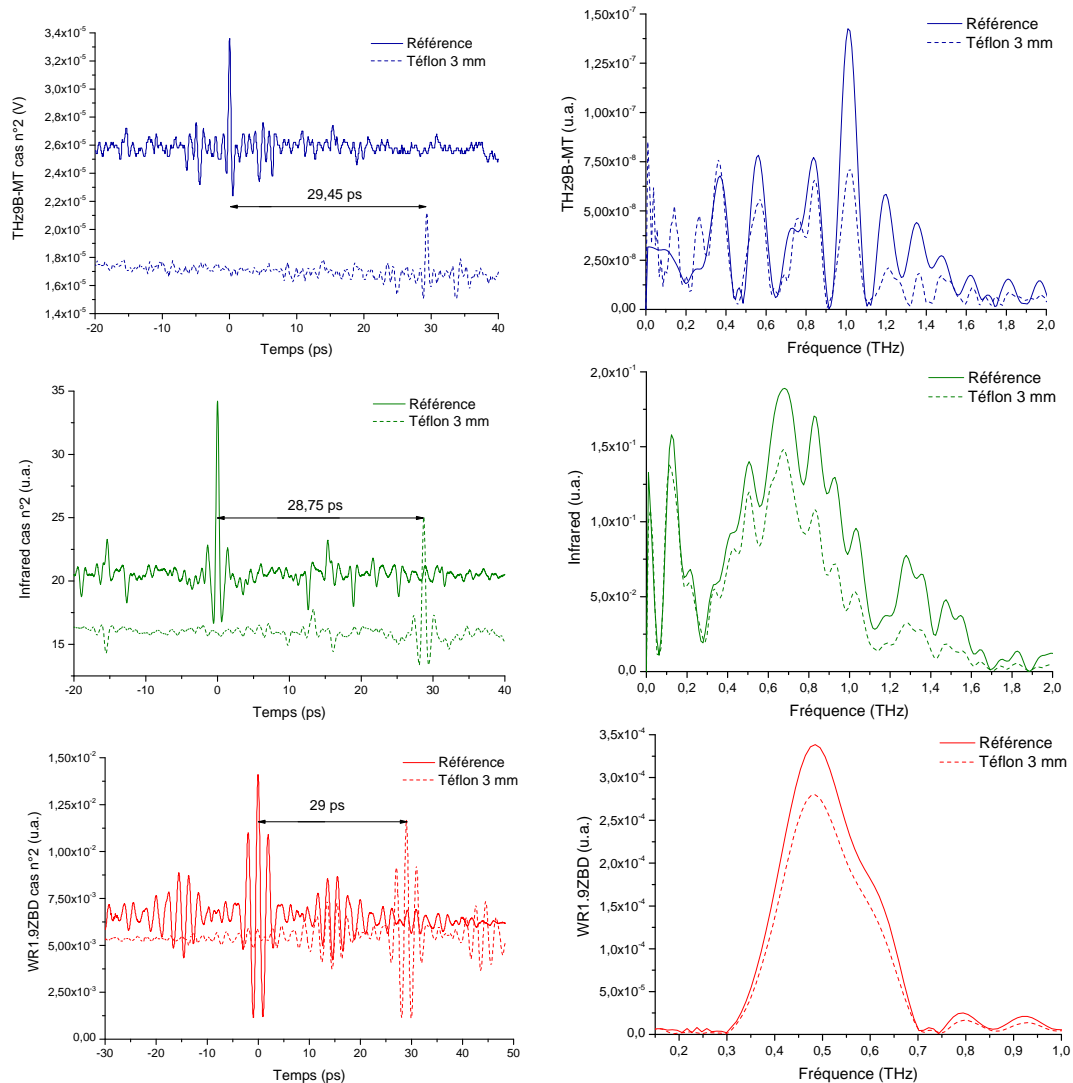 3,4x10-5
3,2x10-5
3,0x10-5
2,8x10-5
2,6x10-5
2,4x10-5
2,2x10-5
2,0x10-5
1,8x10-5
1,6x10-5
1,4x10-5
THz9B-MT cas n°2 (V)
Référence
Téflon 3 mm
29,45 ps
-20 -10 0 10 20 30 40
Temps (ps)
1,50x10-7
1,25x10-7
1,00x10-7
7,50x10-8
5,00x10-8
2,50x10-8
0,00
THz9B-MT (u.a.)
Référence
Téflon 3 mm
0,0 0,2 0,4 0,6 0,8 1,0 1,2 1,4 1,6 1,8 2,0
Fréquence (THz)
35
30
25
20
15
Infrared cas n°2 (u.a.)
Référence
Téflon 3 mm
28,75 ps
-20 -10 0 10 20 30 40
Temps (ps)
2,0x10-1
1,5x10-1
1,0x10-1
5,0x10-2
0,0
Infrared (u.a.)
Référence
Téflon 3 mm
0,0 0,2 0,4 0,6 0,8 1,0 1,2 1,4 1,6 1,8 2,0
Fréquence (THz)
1,50x10-2
1,25x10-2
1,00x10-2
7,50x10-3
5,00x10-3
2,50x10-3
0,00
WR1.9ZBD cas n°2 (u.a.)
Référence
Téflon 3 mm
29 ps
-30 -20 -10 0 10 20 30 40 50
Temps (ps)
3,5x10-4
3,0x10-4
2,5x10-4
2,0x10-4
1,5x10-4
1,0x10-4
5,0x10-5
0,0
WR1.9ZBD (u.a.)
Référence
Téflon 3 mm
0,2 0,3 0,4 0,5 0,6 0,7 0,8 0,9 1,0
Fréquence (THz)